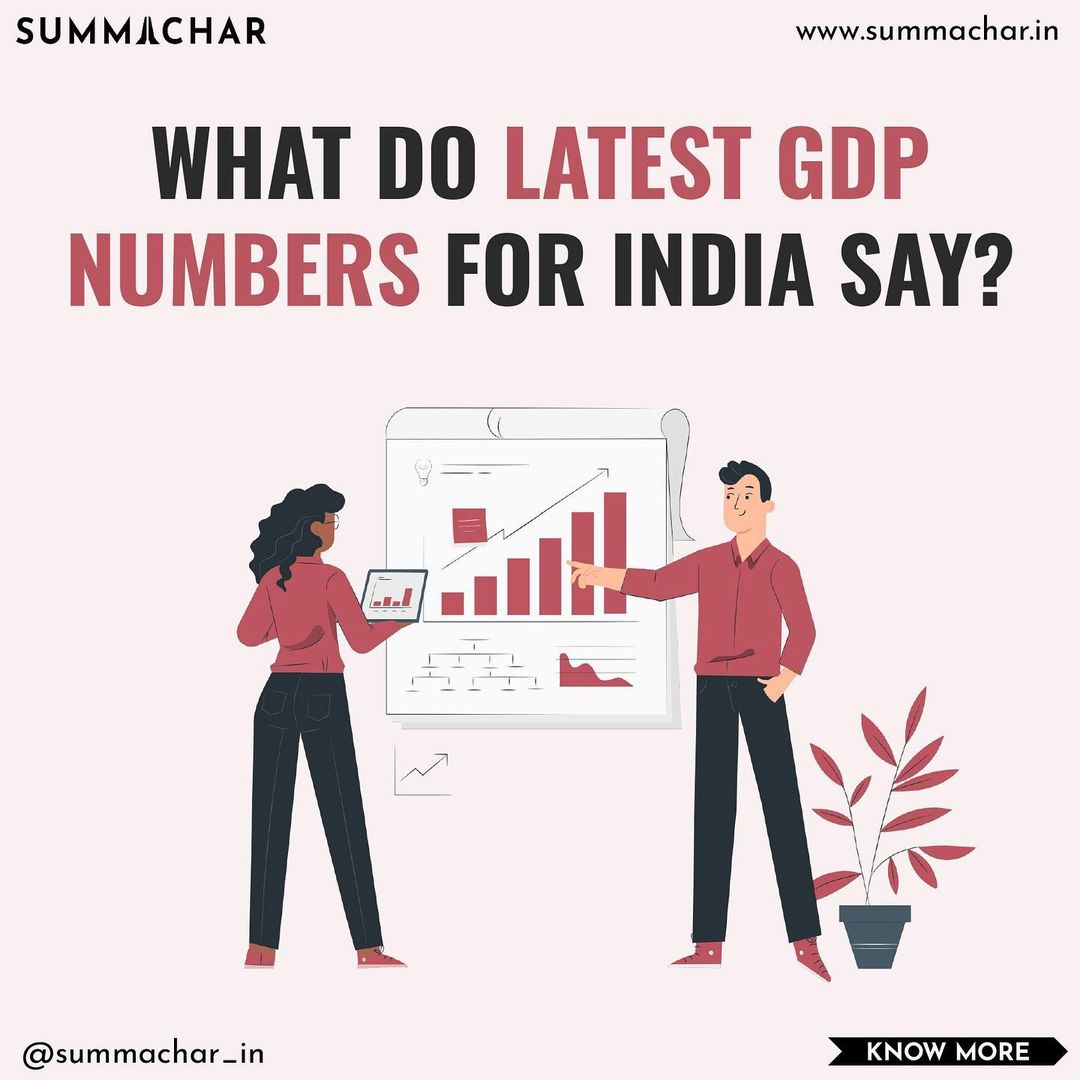 SUMMACHAR
www.summachar.in
WHAT DO LATEST GDP
NUMBERS FOR INDIA SAY?
@summachar_in
KNOW MORE